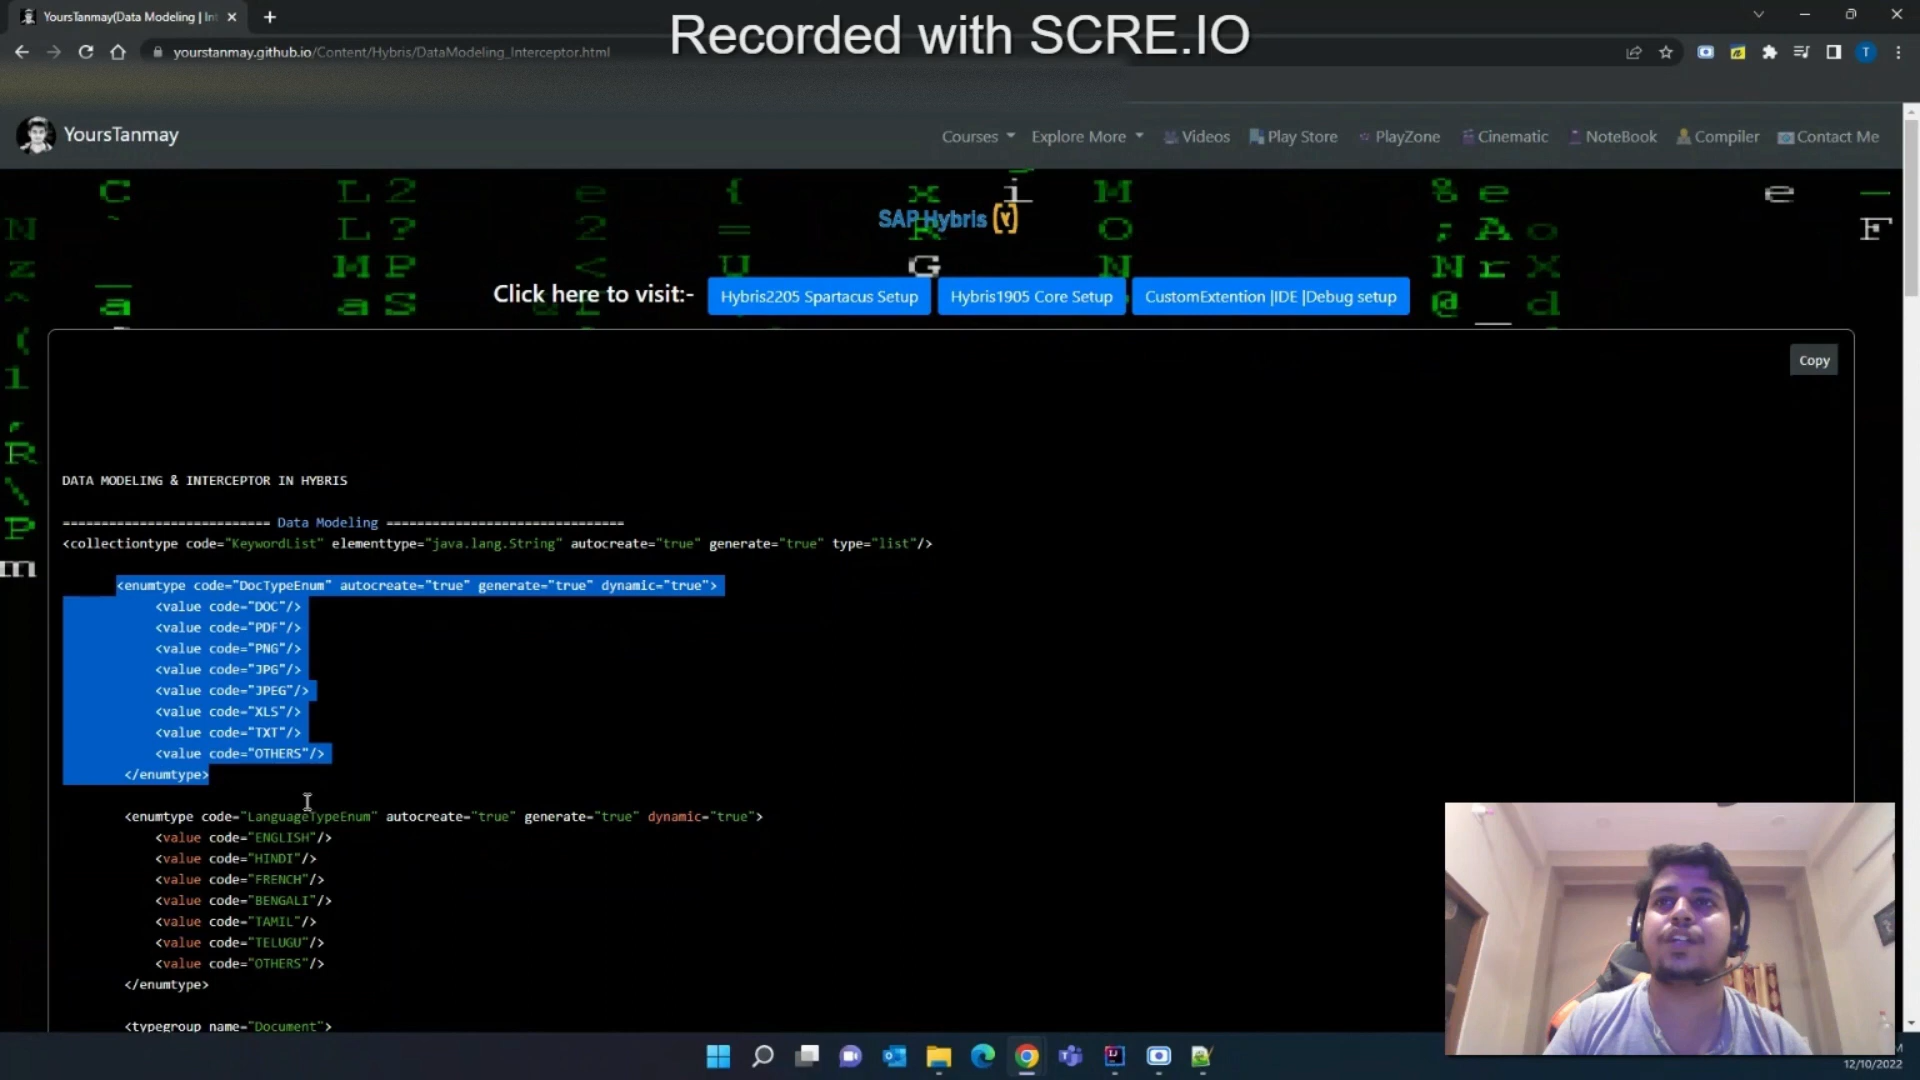 YoursTanmay(Data Modeling | Int
Recorded with SCRE.IO
yourstanmay.github.io/Content/Hybris/DataModeling_Interceptor.html
T
YoursTanmay
Courses
Explore More
Videos
Play Store
PlayZone
Cinematic
NoteBook
Compiler
Contact Me
SAP Hybris (Y)
Click here to visit:-
Hybris2205 Spartacus Setup
Hybris1905 Core Setup
CustomExtention |IDE |Debug setup
Copy
DATA MODELING & INTERCEPTOR IN HYBRIS
=========================== Data Modeling ===============================
<collectiontype code="KeywordList" elementtype="java.lang.String" autocreate="true" generate="true" type="list"/>
<enumtype code="DocTypeEnum" autocreate="true" generate="true" dynamic="true">
<value code="DOC"/>
<value code="PDF"/>
<value code="PNG"/>
<value code="JPG"/>
<value code="JPEG"/>
<value code="XLS"/>
<value code="TXT"/>
<value code="OTHERS"/>
</enumtype>
<enumtype code="LanguageTypeEnum" autocreate="true" generate="true" dynamic="true">
<value code="ENGLISH"/>
<value code="HINDI"/>
<value code="FRENCH"/>
<value code="BENGALI"/>
<value code="TAMIL"/>
<value code="TELUGU"/>
<value code="OTHERS"/>
</enumtype>
<typegroup name="Document">
12/10/2022